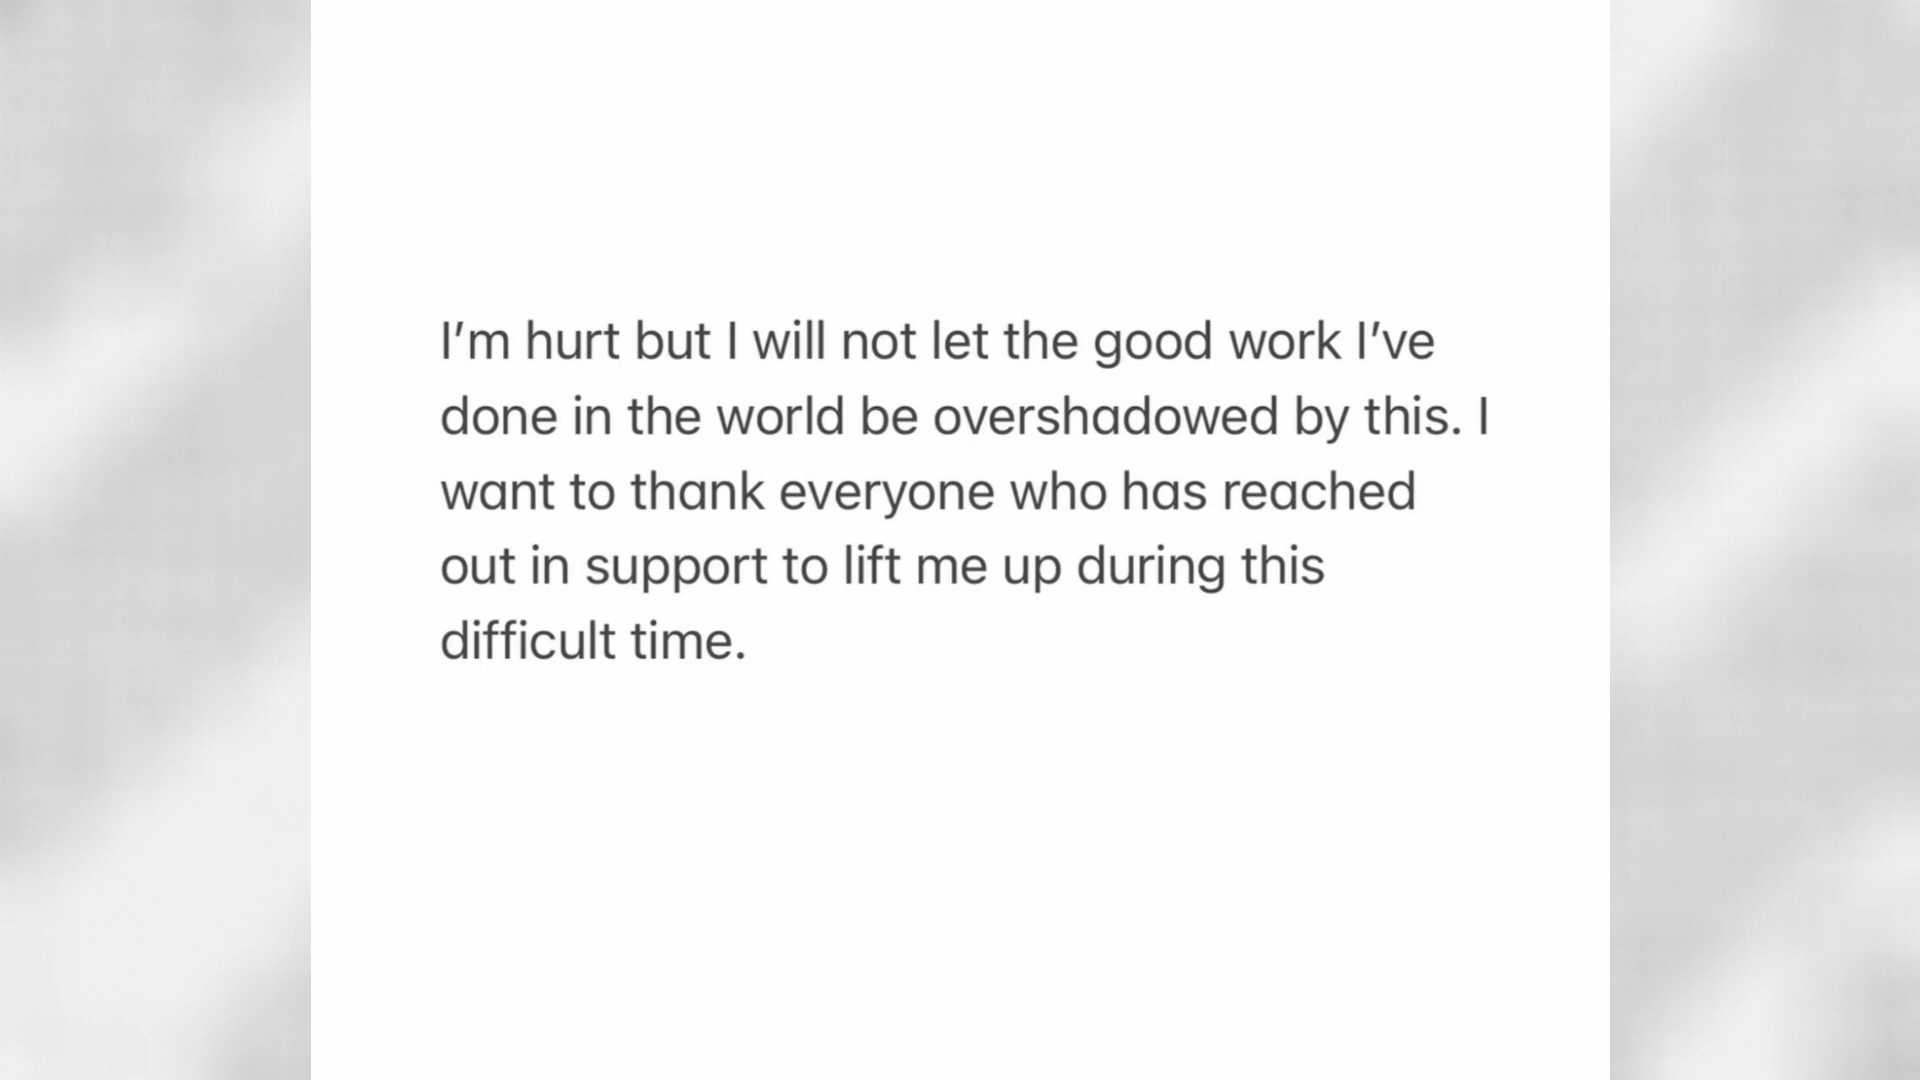 I’m hurt but I will not let the good work I’ve
done in the world be overshadowed by this. I
want to thank everyone who has reached
out in support to lift me up during this
difficult time.